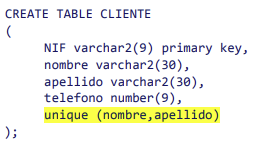 CREATE TABLE CLIENTE
(
NIF varchar2(9) primary key,
nombre varchar2(30),
apellido varchar2(30),
telefono number(9),
unique (nombre,apellido)
);